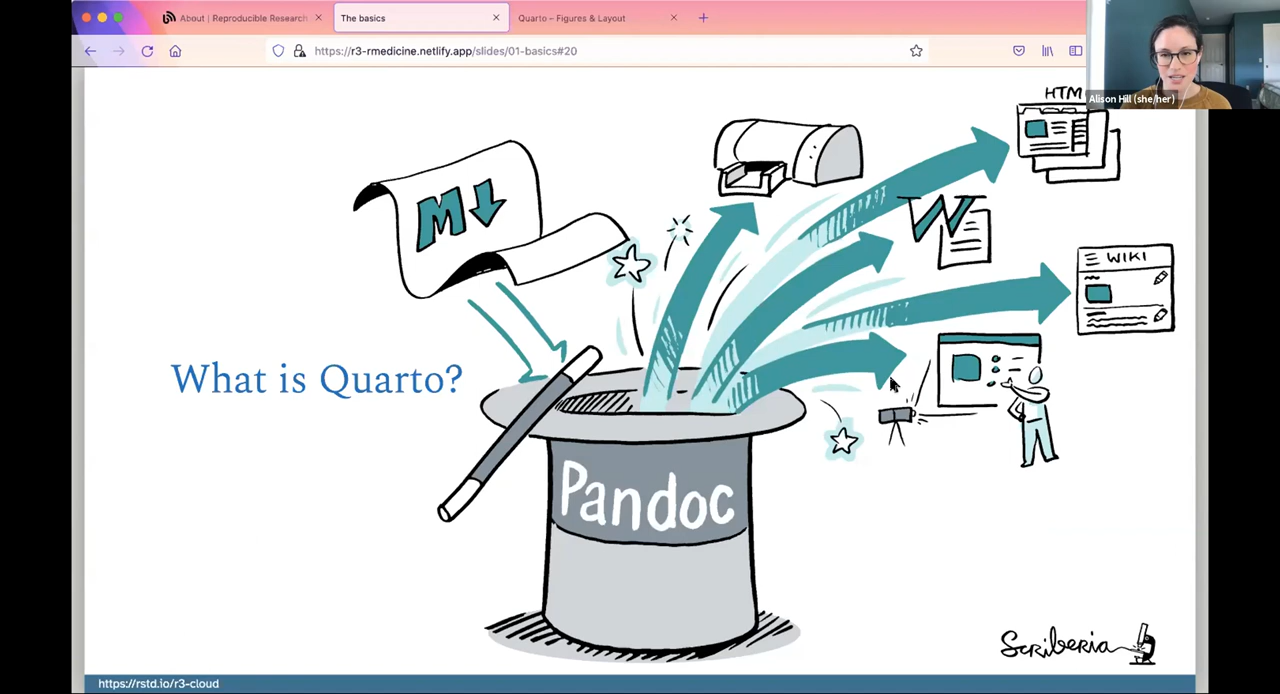 About | Reproducible Research
The basics
Quarto – Figures & Layout
https://r3-rmedicine.netlify.app/slides/01-basics#20
Alison Hill (she/her)
HTM
M
W
WIKI
What is Quarto?
Pandoc
Scriberia
https://rstd.io/r3-cloud